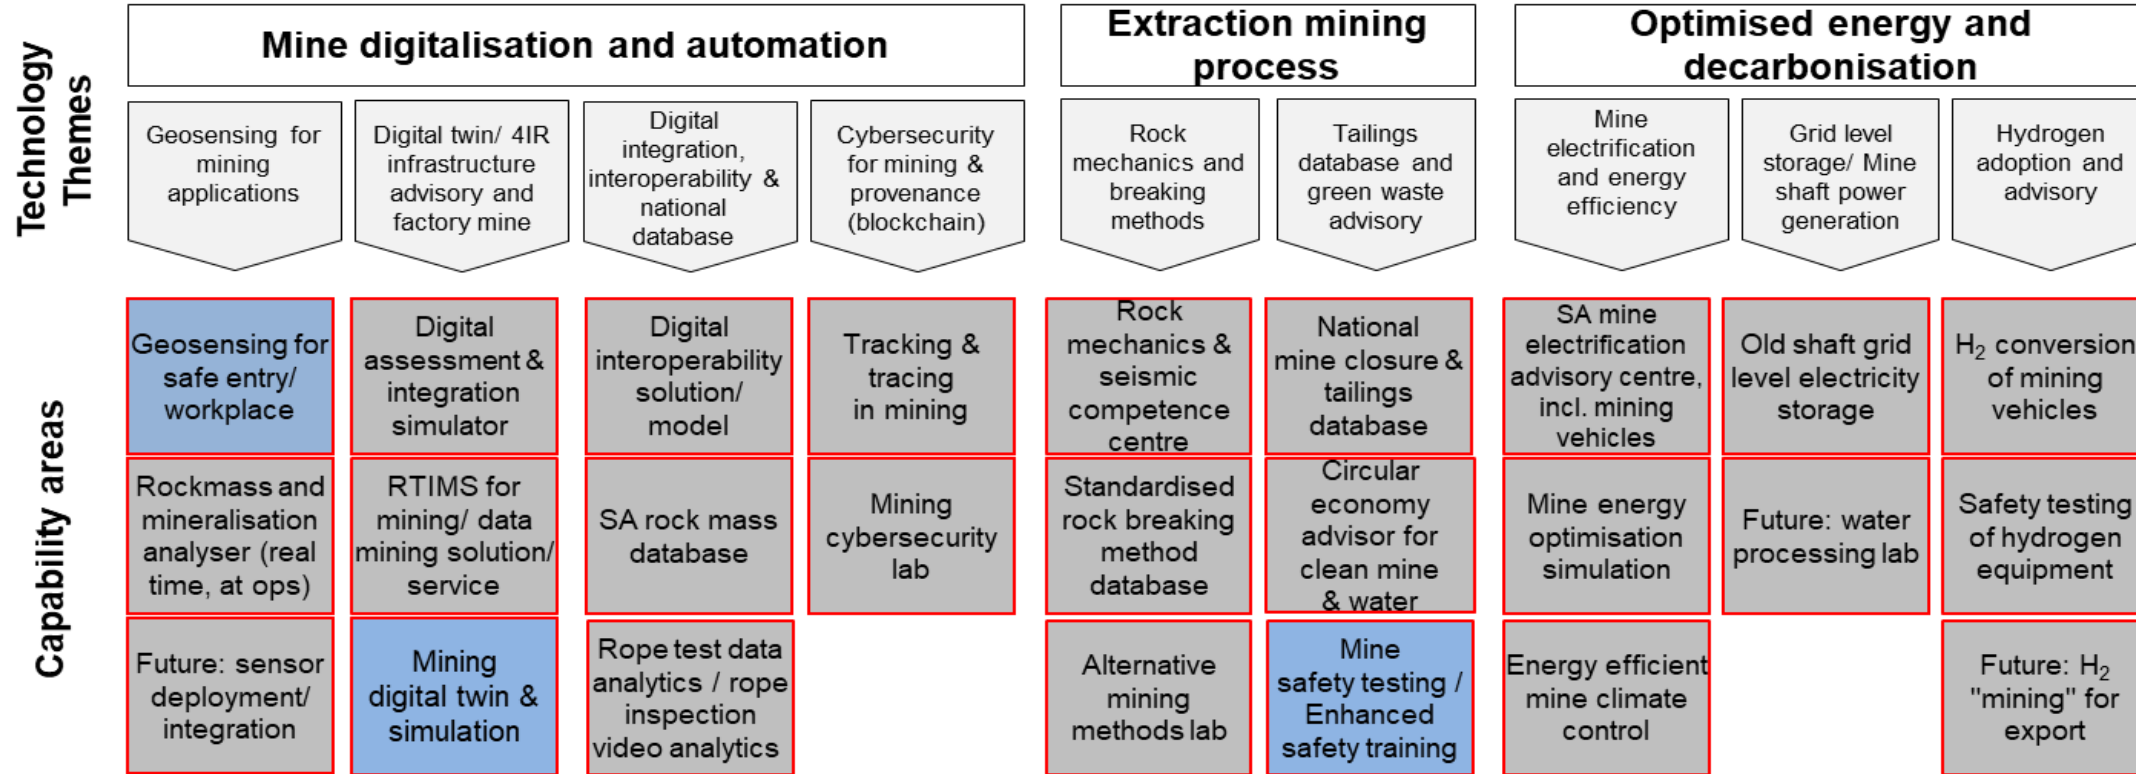 Technology
Themes
Mine digitalisation and automation
Extraction mining
process
Optimised energy and
decarbonisation
Geosensing for
mining
applications
Digital twin/ 4IR
infrastructure
advisory and
factory mine
Digital
integration,
interoperability &
national
database
Cybersecurity
for mining &
provenance
(blockchain)
Rock
mechanics and
breaking
methods
Tailings
database and
green waste
advisory
Mine
electrification
and energy
efficiency
Grid level
storage/ Mine
shaft power
generation
Hydrogen
adoption and
advisory
Capability areas
Geosensing for
safe entry/
workplace
Digital
assessment &
integration
simulator
Digital
interoperability
solution/
model
Tracking &
tracing
in mining
Rock
mechanics &
seismic
competence
centre
National
mine closure &
tailings
database
SA mine
electrification
advisory centre,
incl. mining
vehicles
Old shaft grid
level electricity
storage
H₂ conversion
of mining
vehicles
Rockmass and
mineralisation
analyser (real
time, at ops)
RTIMS for
mining/ data
mining solution/
service
SA rock mass
database
Mining
cybersecurity
lab
Standardised
rock breaking
method
database
Circular
economy
advisor for
clean mine
& water
Mine energy
optimisation
simulation
Future: water
processing lab
Safety testing
of hydrogen
equipment
Future: sensor
deployment/
integration
Mining
digital twin &
simulation
Rope test data
analytics / rope
inspection
video analytics
Alternative
mining
methods lab
Mine
safety testing /
Enhanced
safety training
Energy efficient
mine climate
control
Future: H₂
"mining" for
export